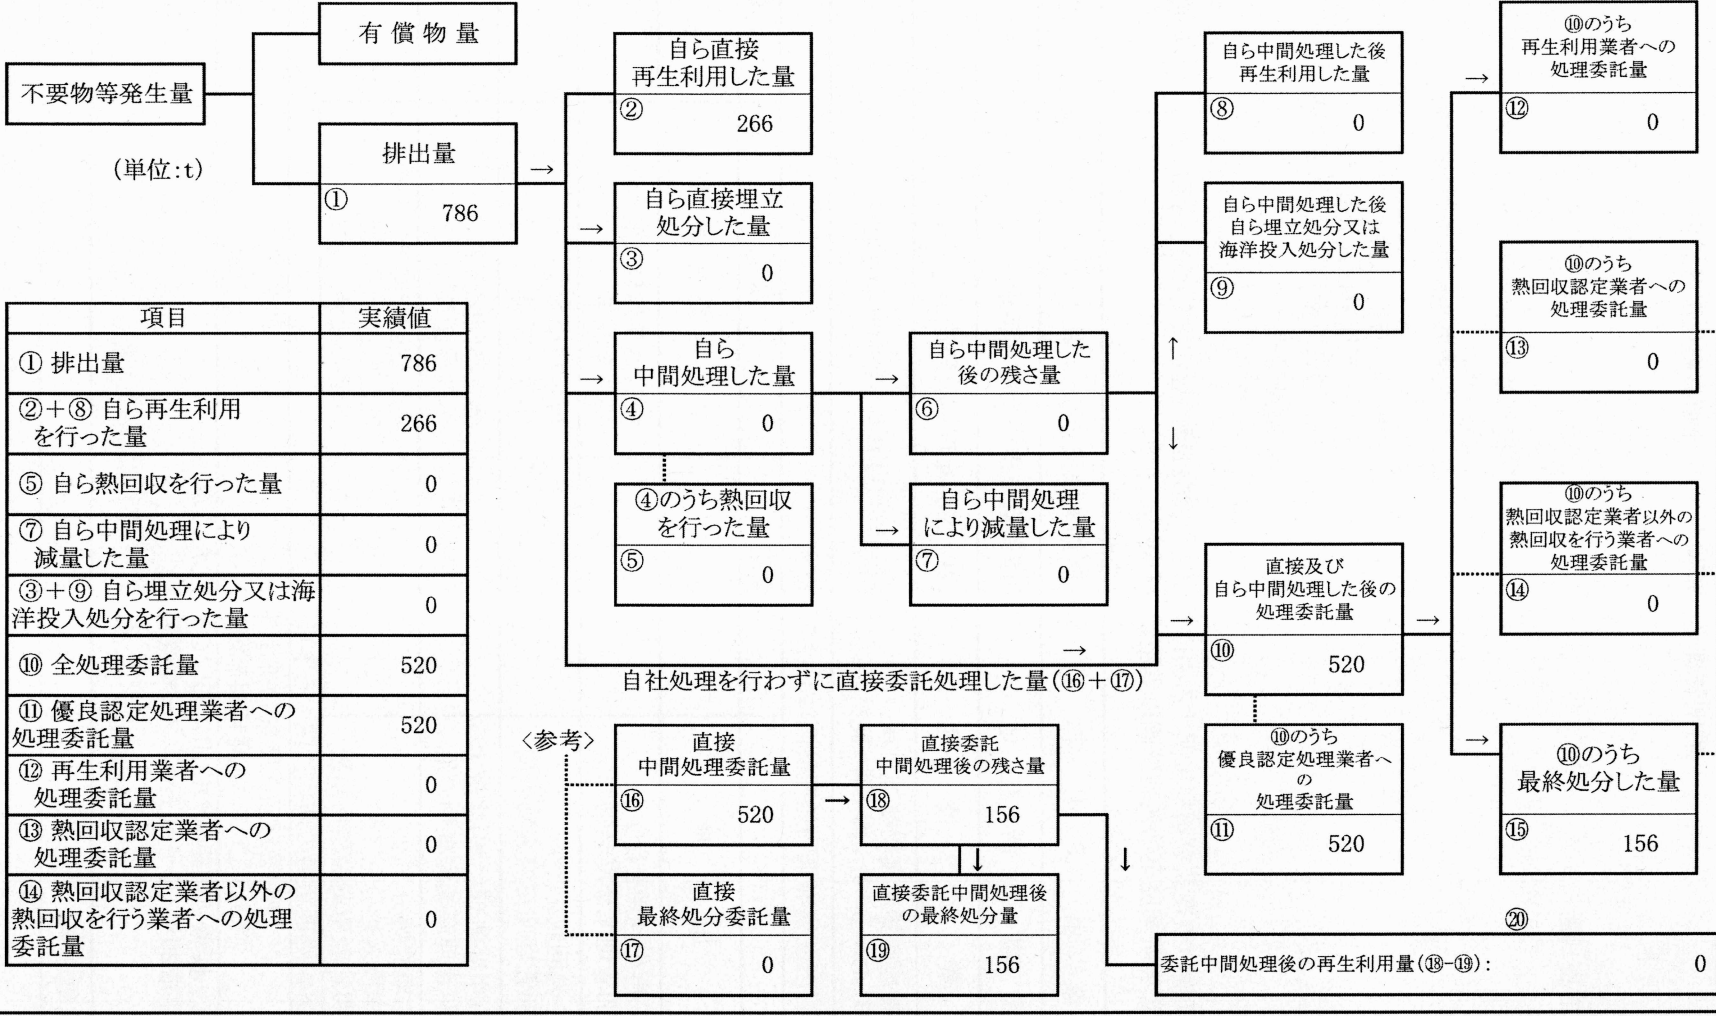 不要物等発生量
(単位:t)
有償物量
排出量
①
786
自ら直接
再生利用した量
②
266
自ら直接埋立
処分した量
③
0
自ら
中間処理した量
④
0
④のうち熱回収
を行った量
⑤
0
自ら中間処理した
後の残さ量
⑥
0
自ら中間処理
により減量した量
⑦
0
自ら中間処理した後
再生利用した量
⑧
0
自ら中間処理した後
自ら埋立処分又は
海洋投入処分した量
⑨
0
直接及び
自ら中間処理した後の
処理委託量
⑩
520
⑩のうち
優良認定処理業者へ
の
処理委託量
⑪
520
⑩のうち
再生利用業者への
処理委託量
⑫
0
⑩のうち
熱回収認定業者への
処理委託量
⑬
0
⑩のうち
熱回収認定業者以外の
熱回収を行う業者への
処理委託量
⑭
0
⑩のうち
最終処分した量
⑮
156
自社処理を行わずに直接委託処理した量(⑯+⑰)
<参考>
直接
中間処理委託量
⑯
520
直接
最終処分委託量
⑰
0
直接委託
中間処理後の残さ量
⑱
156
直接委託中間処理後
の最終処分量
⑲
156
⑳
委託中間処理後の再生利用量(⑱-⑲): 0
項目 実績値
① 排出量 786
②+⑧ 自ら再生利用
を行った量 266
⑤ 自ら熱回収を行った量 0
⑦ 自ら中間処理により
減量した量 0
③+⑨ 自ら埋立処分又は海
洋投入処分を行った量 0
⑩ 全処理委託量 520
⑪ 優良認定処理業者への
処理委託量 520
⑫ 再生利用業者への
処理委託量 0
⑬ 熱回収認定業者への
処理委託量 0
⑭ 熱回収認定業者以外の
熱回収を行う業者への処理
委託量 0